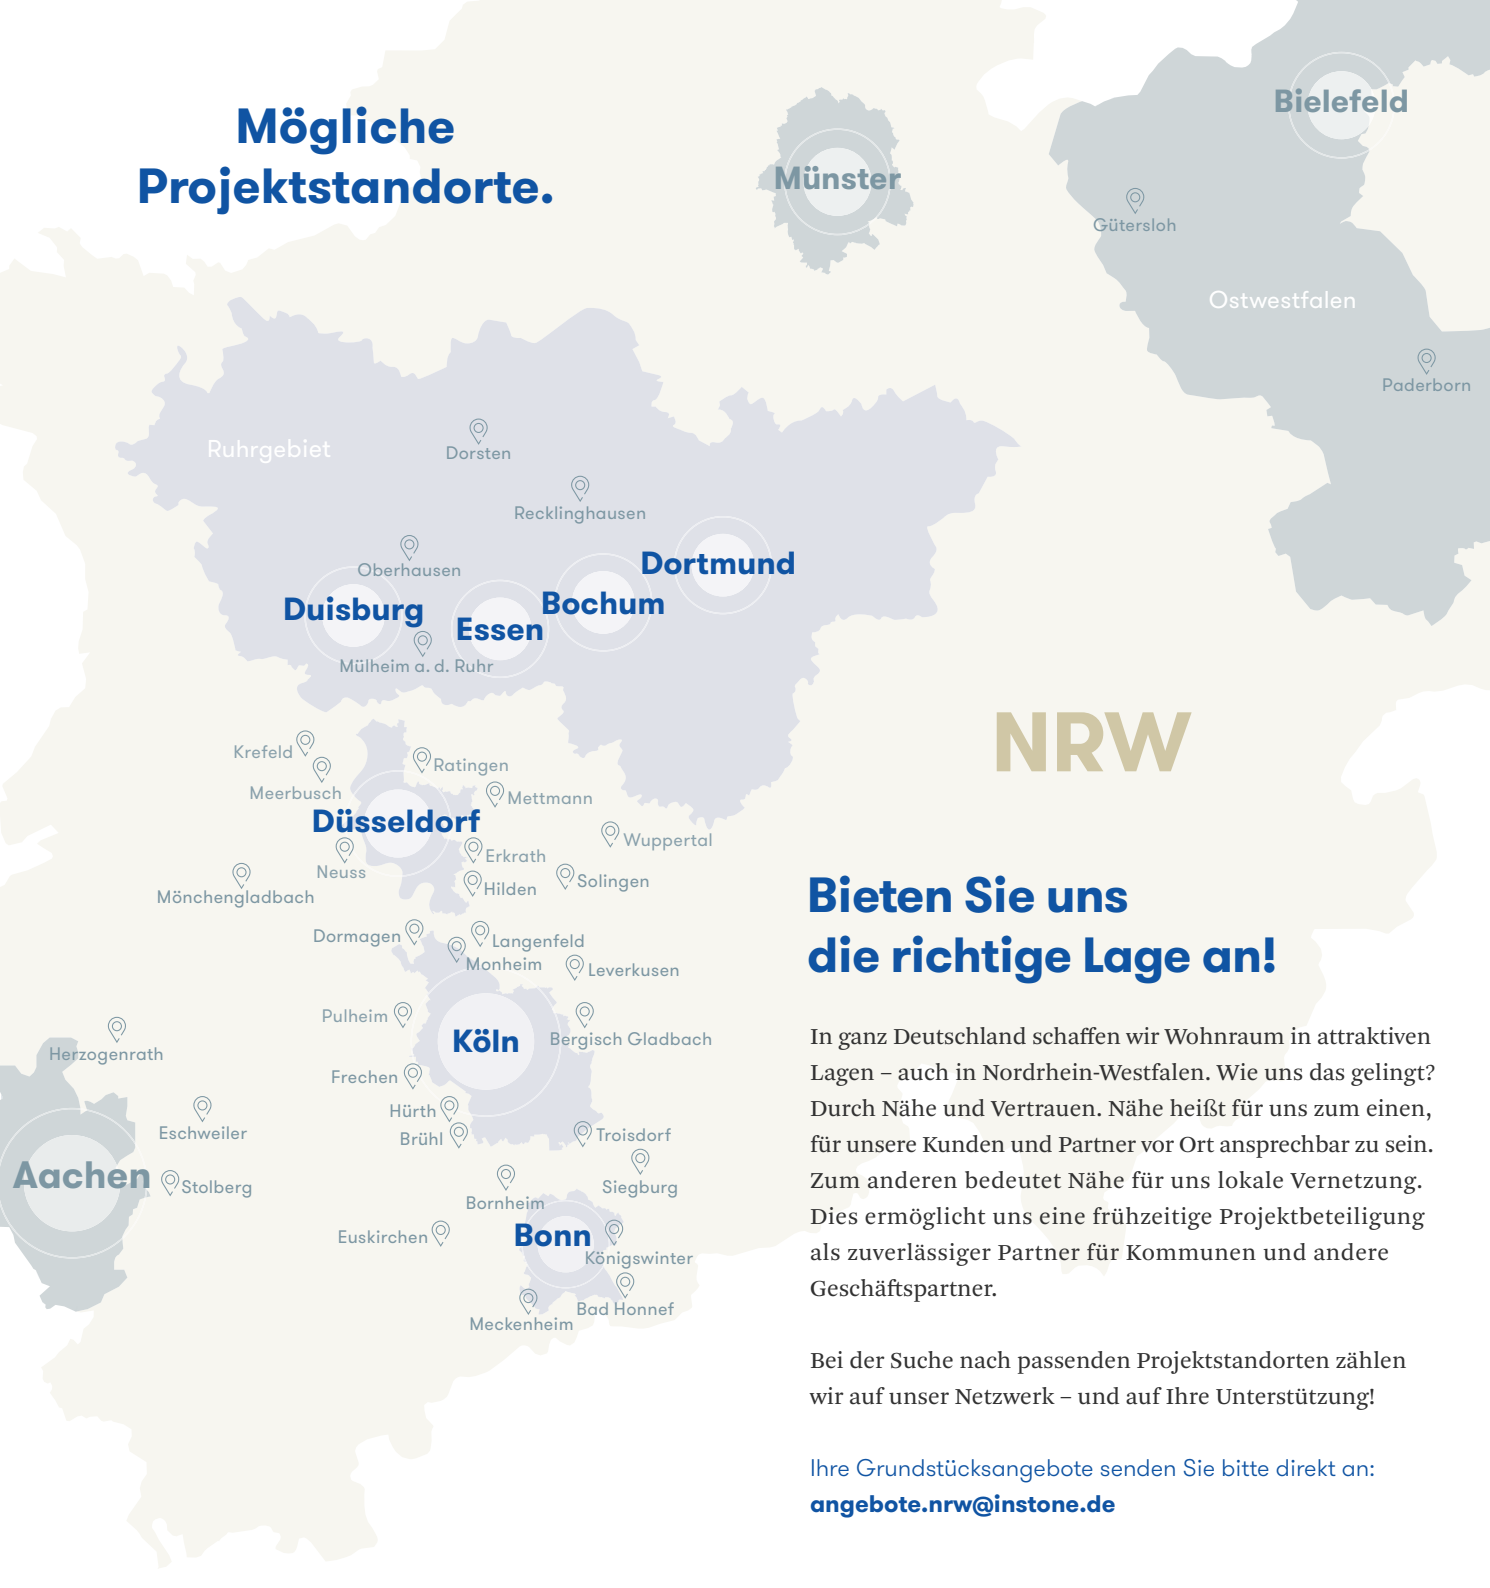 Mögliche
Projektstandorte.
Bielefeld
Münster
Gütersloh
Ostwestfalen
Paderborn
Ruhrgebiet
Dorsten
Recklinghausen
Oberhausen
Dortmund
Duisburg
Bochum
Essen
Mülheim a. d. Ruhr
NRW
Krefeld
Ratingen
Meerbusch
Mettmann
Düsseldorf
Wuppertal
Erkrath
Neuss
Hilden
Solingen
Mönchengladbach
Dormagen
Langenfeld
Monheim
Leverkusen
Pulheim
Köln
Bergisch Gladbach
Herzogenrath
Frechen
Hürth
Brühl
Eschweiler
Troisdorf
Aachen
Stolberg
Siegburg
Bornheim
Euskirchen
Bonn
Königswinter
Bad Honnef
Meckenheim
Bieten Sie uns
die richtige Lage an!
In ganz Deutschland schaffen wir Wohnraum in attraktiven
Lagen – auch in Nordrhein-Westfalen. Wie uns das gelingt?
Durch Nähe und Vertrauen. Nähe heißt für uns zum einen,
für unsere Kunden und Partner vor Ort ansprechbar zu sein.
Zum anderen bedeutet Nähe für uns lokale Vernetzung.
Dies ermöglicht uns eine frühzeitige Projektbeteiligung
als zuverlässiger Partner für Kommunen und andere
Geschäftspartner.
Bei der Suche nach passenden Projektstandorten zählen
wir auf unser Netzwerk – und auf Ihre Unterstützung!
Ihre Grundstücksangebote senden Sie bitte direkt an:
angebote.nrw@instone.de